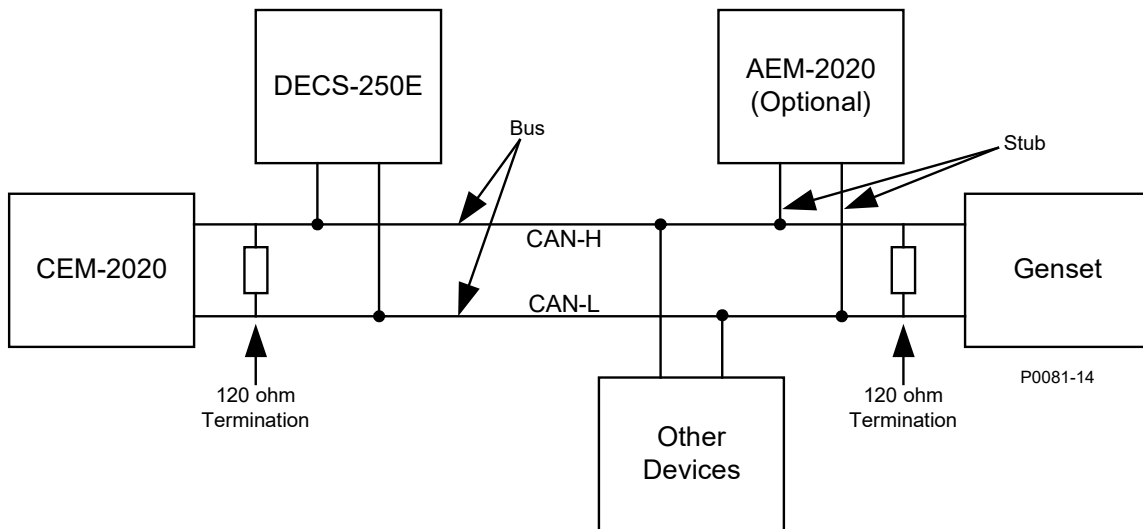 DECS-250E
AEM-2020
(Optional)
Bus
Stub
CEM-2020
CAN-H
Genset
CAN-L
120 ohm
Termination
Other
Devices
120 ohm
Termination
P0081-14